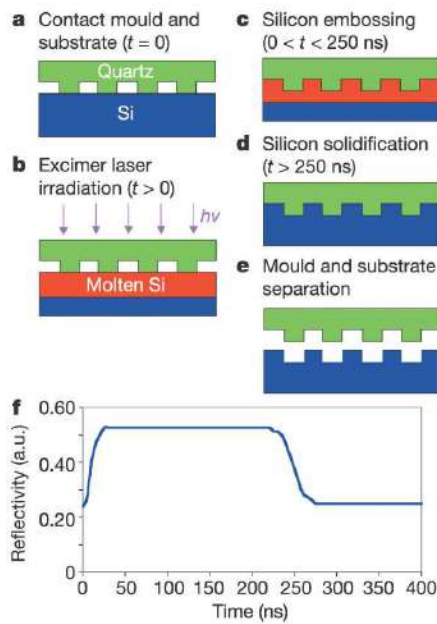 a Contact mould and
substrate (t = 0)
Quartz
Si
b Excimer laser
irradiation (t > 0)
hv
Molten Si
c Silicon embossing
(0 < t < 250 ns)
d Silicon solidification
(t > 250 ns)
e Mould and substrate
separation
f
0.60
0.40
0.20
0
Reflectivity (a.u.)
0 50 100 150 200 250 300 350 400
Time (ns)